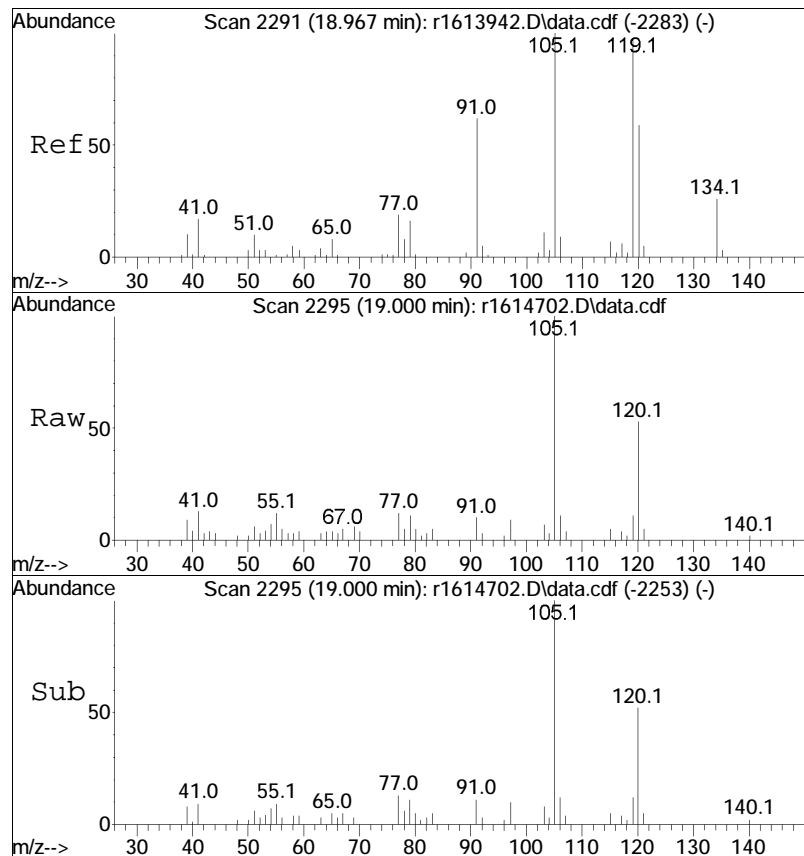 Abundance Scan 2291 (18.967 min): r1613942.D\data.cdf (-2283) (-)
105.1 119.1
91.0
Ref 50
134.1
41.0 51.0 65.0 77.0
0
m/z--> 30 40 50 60 70 80 90 100 110 120 130 140
Abundance Scan 2295 (19.000 min): r1614702.D\data.cdf
105.1
120.1
Raw 50
41.0 55.1 67.0 77.0 91.0 140.1
0
m/z--> 30 40 50 60 70 80 90 100 110 120 130 140
Abundance Scan 2295 (19.000 min): r1614702.D\data.cdf (-2253) (-)
105.1
120.1
Sub 50
41.0 55.1 65.0 77.0 91.0 140.1
0
m/z--> 30 40 50 60 70 80 90 100 110 120 130 140